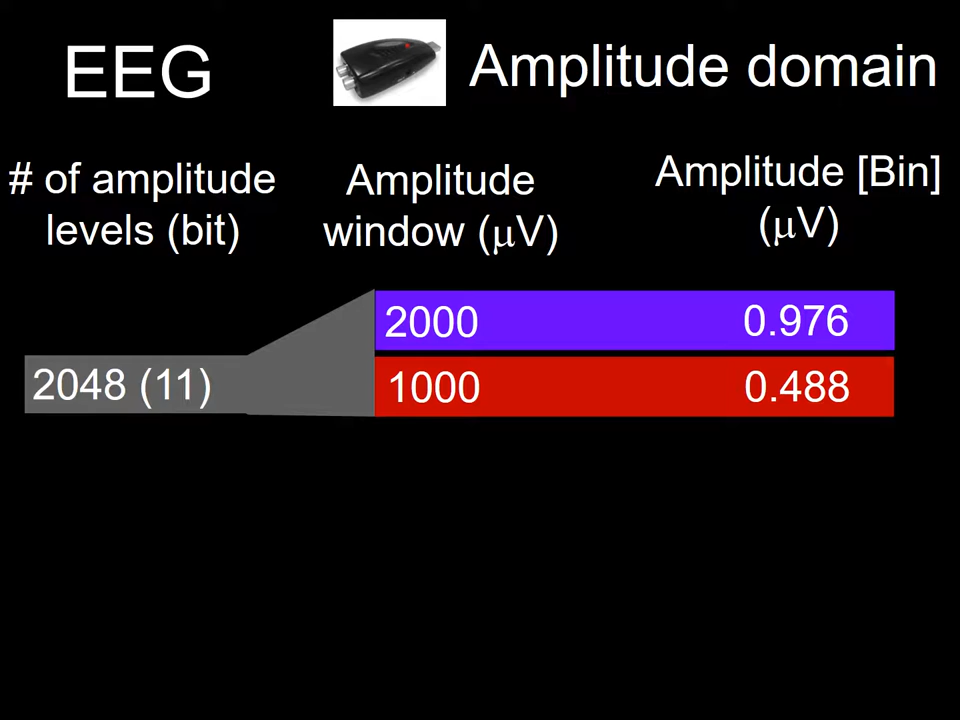 EEG
Amplitude domain
# of amplitude
levels (bit)
Amplitude
window (μV)
Amplitude [Bin]
(μV)
2000 0.976
2048 (11) 1000 0.488